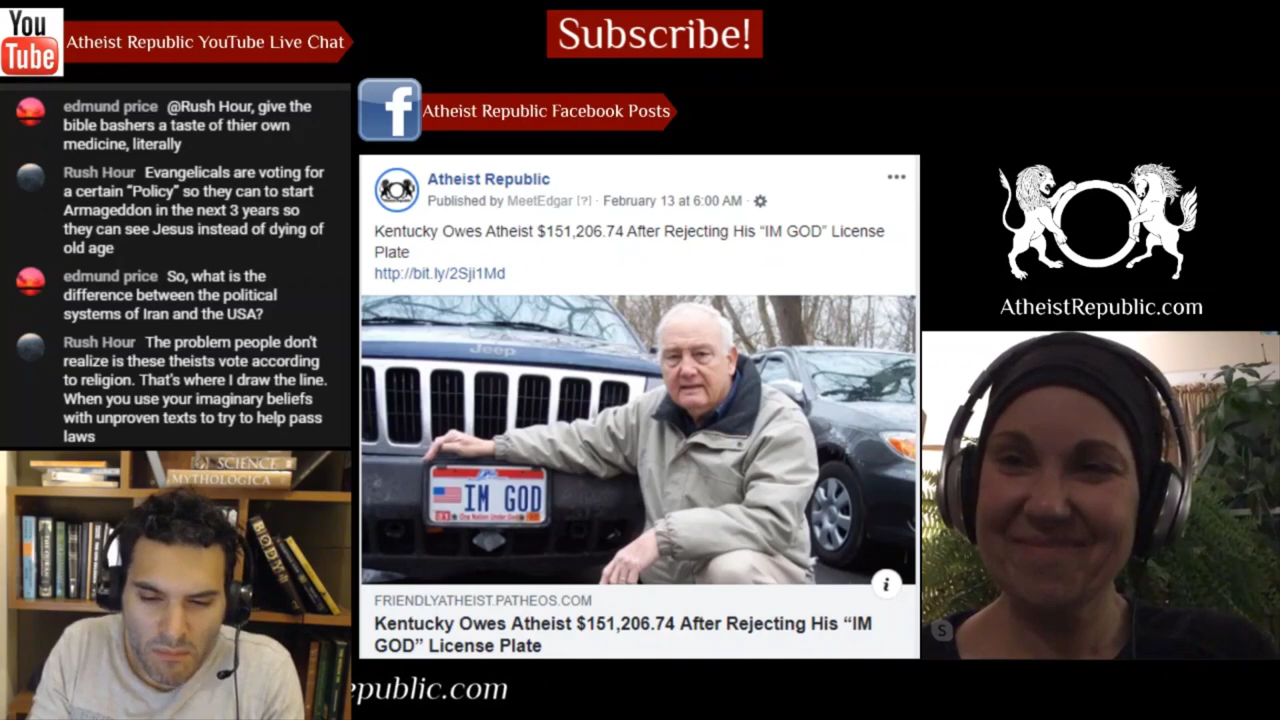 You
Tube
Atheist Republic YouTube Live Chat
Subscribe!
edmund price @Rush Hour, give the
bible bashers a taste of thier own
medicine, literally
Rush Hour Evangelicals are voting for
a certain “Policy” so they can to start
Armageddon in the next 3 years so
they can see Jesus instead of dying of
old age
edmund price So, what is the
difference between the political
systems of Iran and the USA?
Rush Hour The problem people don't
realize is these theists vote according
to religion. That's where I draw the line.
When you use your imaginary beliefs
with unproven texts to try to help pass
laws
f
Atheist Republic Facebook Posts
Atheist Republic
Published by MeetEdgar [?] · February 13 at 6:00 AM ·
Kentucky Owes Atheist $151,206.74 After Rejecting His “IM GOD” License
Plate
http://bit.ly/2Sji1Md
Jeep
IM GOD
One Nation Under God
i
FRIENDLYATHEIST.PATHEOS.COM
Kentucky Owes Atheist $151,206.74 After Rejecting His “IM
GOD” License Plate
AtheistRepublic.com
SCIENCE
MYTHOLOGICA
S
epublic.com